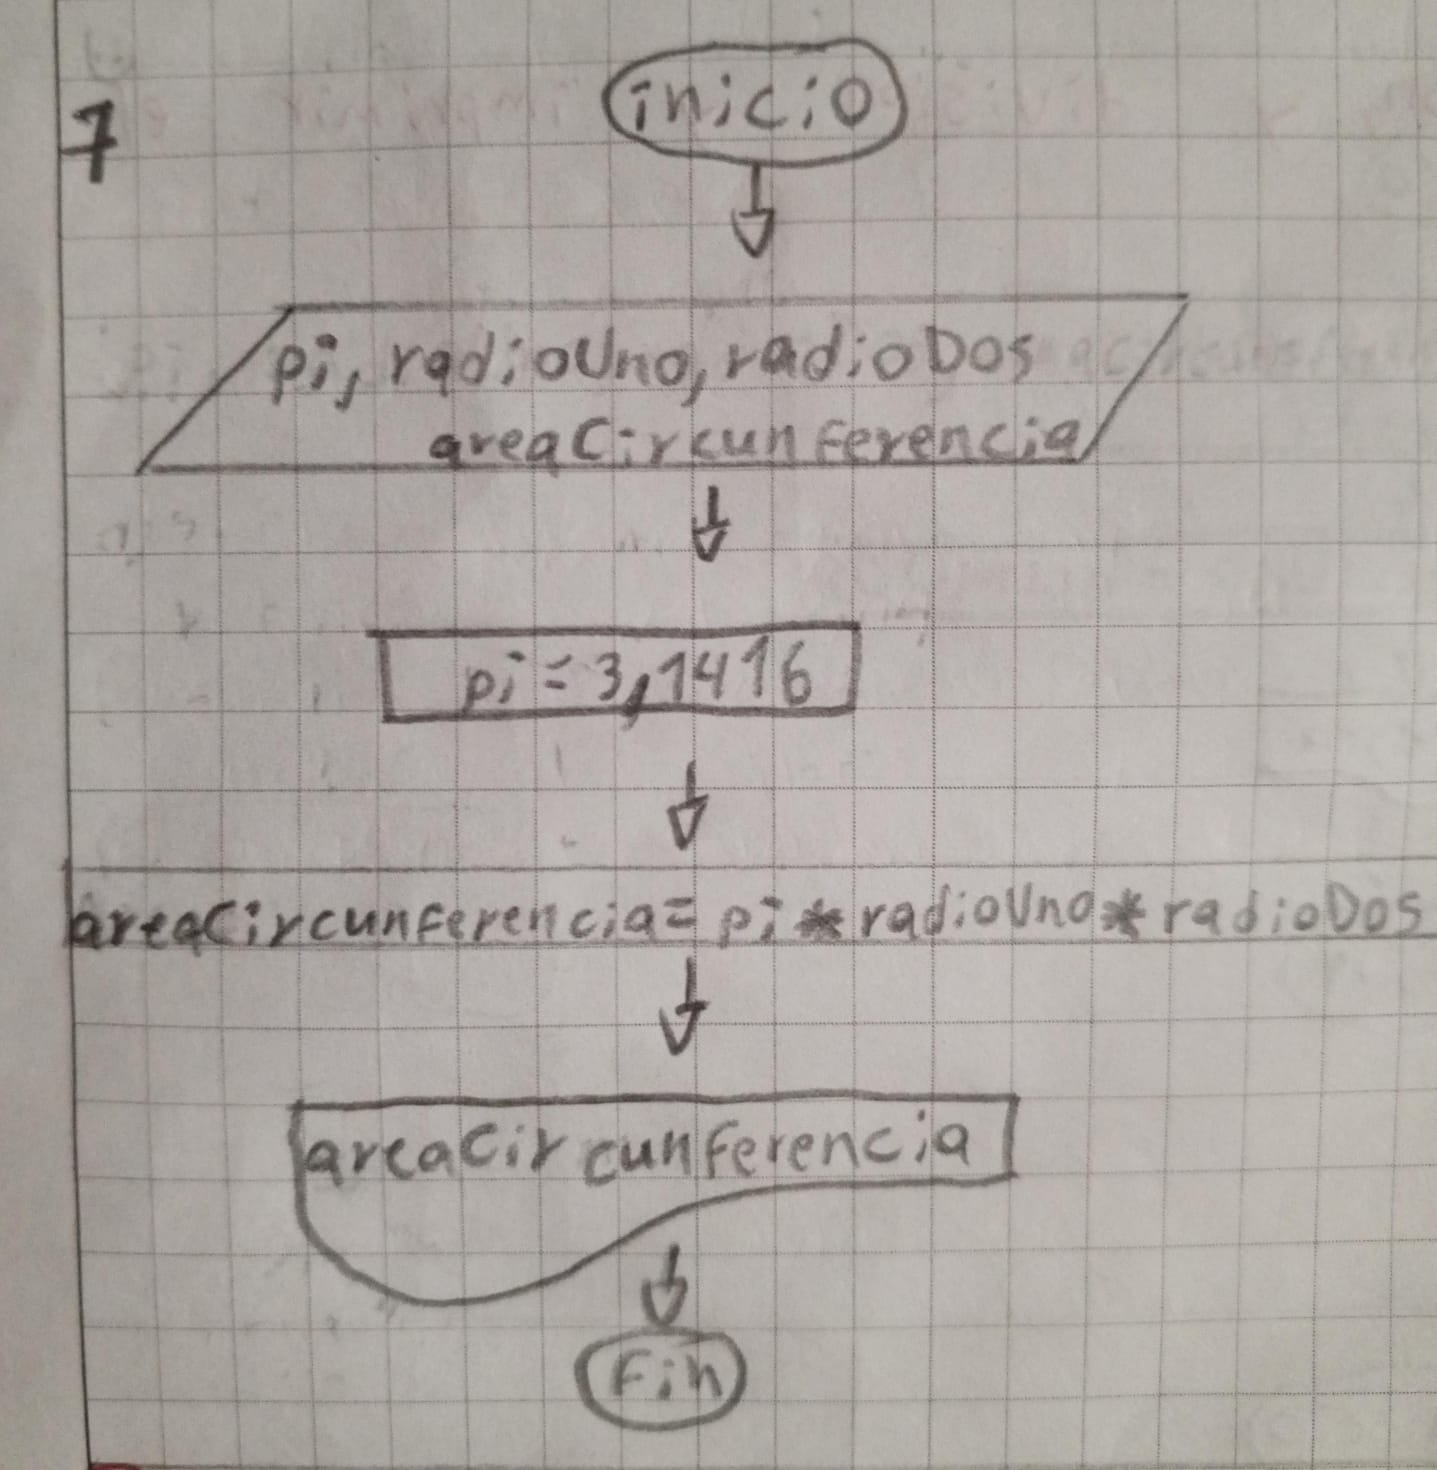 7
inicio
pi, radioUno, radioDos
areaCircunferencia
pi = 3,1416
areaCircunferencia = pi * radioUno * radioDos
areaCircunferencia
Fin